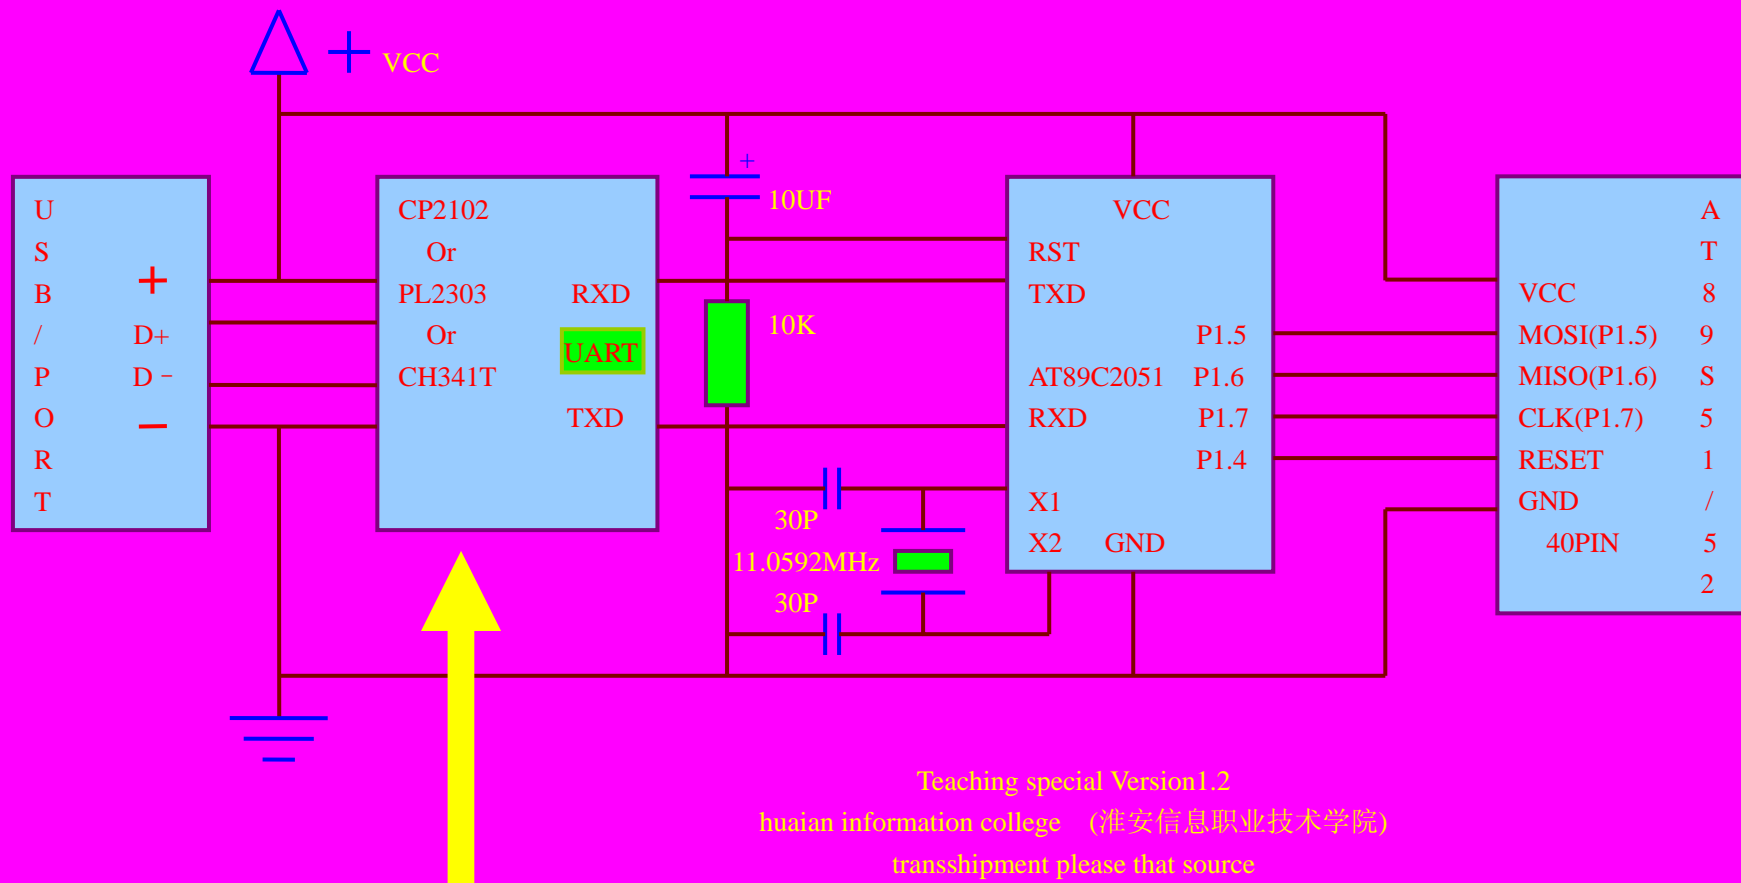 + VCC
U
S
B
/
P
O
R
T
+
D+
D－
—
CP2102
Or
PL2303
Or
CH341T
RXD
UART
TXD
+
10UF
10K
30P
11.0592MHz
30P
VCC
RST
TXD
AT89C2051
RXD
X1
X2 GND
P1.5
P1.6
P1.7
P1.4
VCC
MOSI(P1.5)
MISO(P1.6)
CLK(P1.7)
RESET
GND
40PIN
A
T
8
9
S
5
1
/
5
2
Teaching special Version1.2
huaian information college (淮安信息职业技术学院)
transshipment please that source